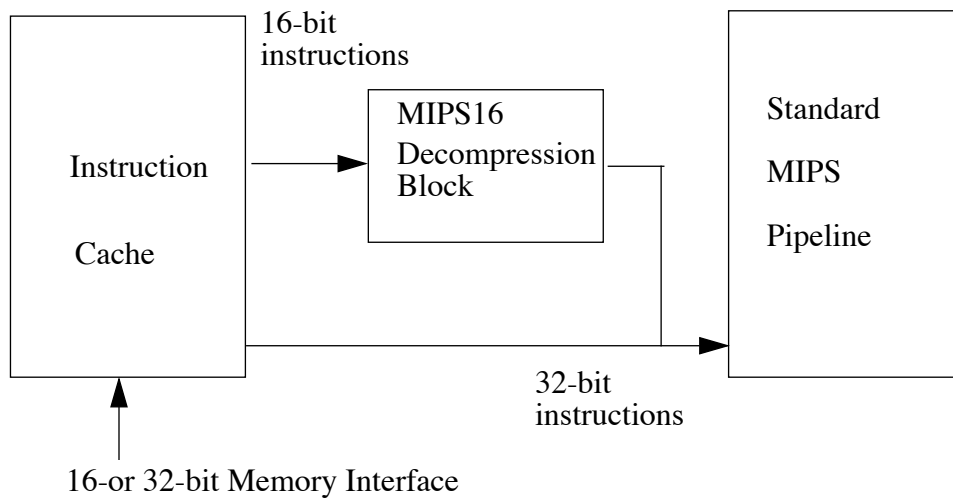 16-bit
instructions
MIPS16
Decompression
Block
Instruction
Cache
Standard
MIPS
Pipeline
32-bit
instructions
16-or 32-bit Memory Interface